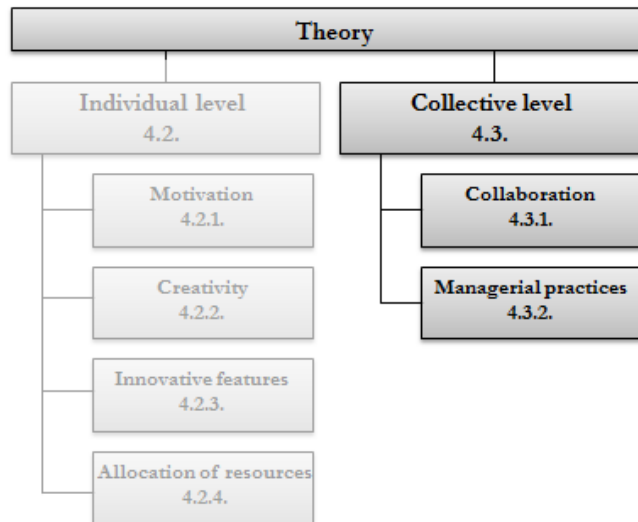 Theory
Individual level
4.2.
Motivation
4.2.1.
Creativity
4.2.2.
Innovative features
4.2.3.
Allocation of resources
4.2.4.
Collective level
4.3.
Collaboration
4.3.1.
Managerial practices
4.3.2.